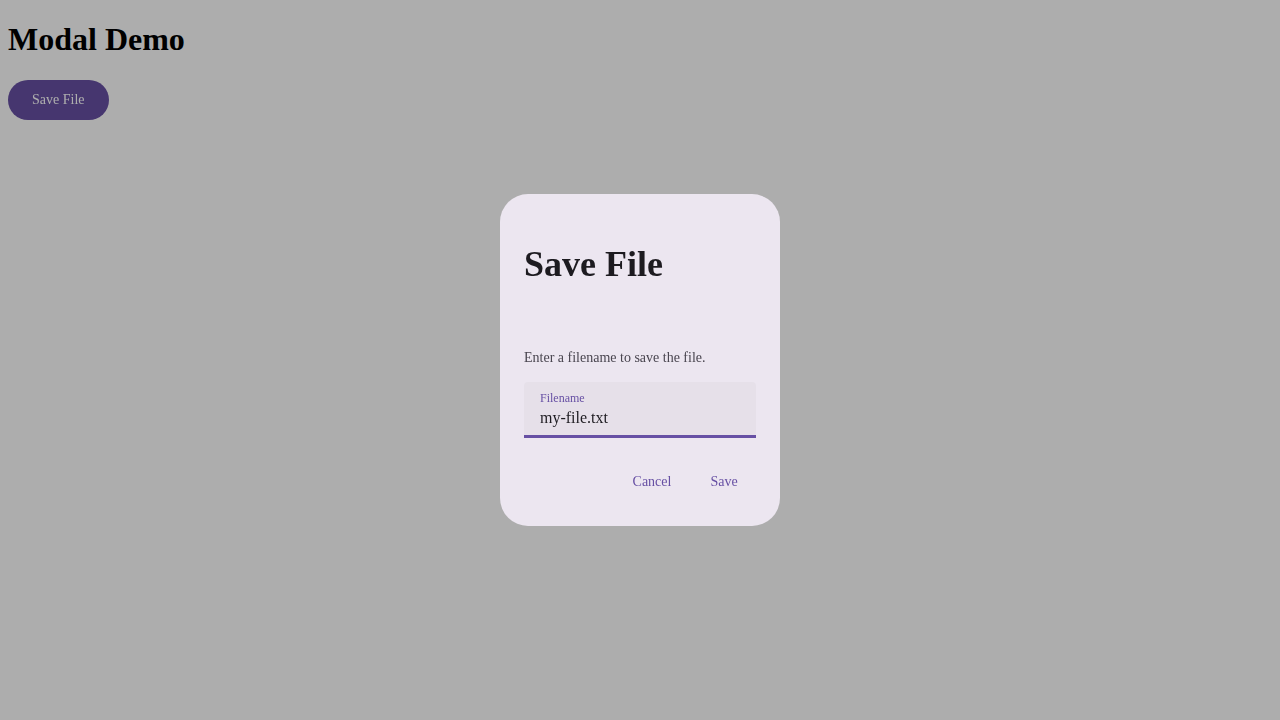 Modal Demo
Save File
Save File
Enter a filename to save the file.
Filename
my-file.txt
Cancel Save